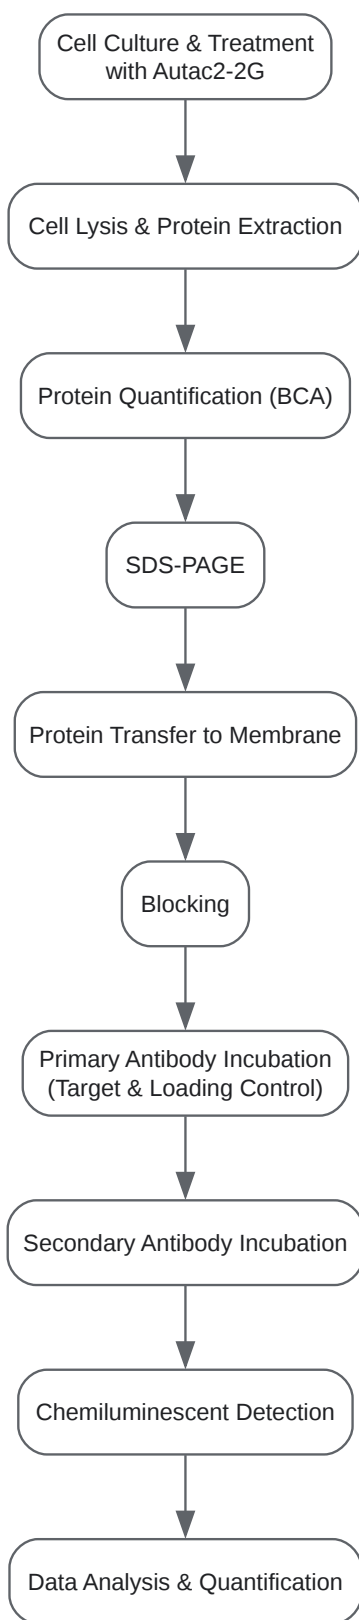 Cell Culture & Treatment
with Autac2-2G
Cell Lysis & Protein Extraction
Protein Quantification (BCA)
SDS-PAGE
Protein Transfer to Membrane
Blocking
Primary Antibody Incubation
(Target & Loading Control)
Secondary Antibody Incubation
Chemiluminescent Detection
Data Analysis & Quantification